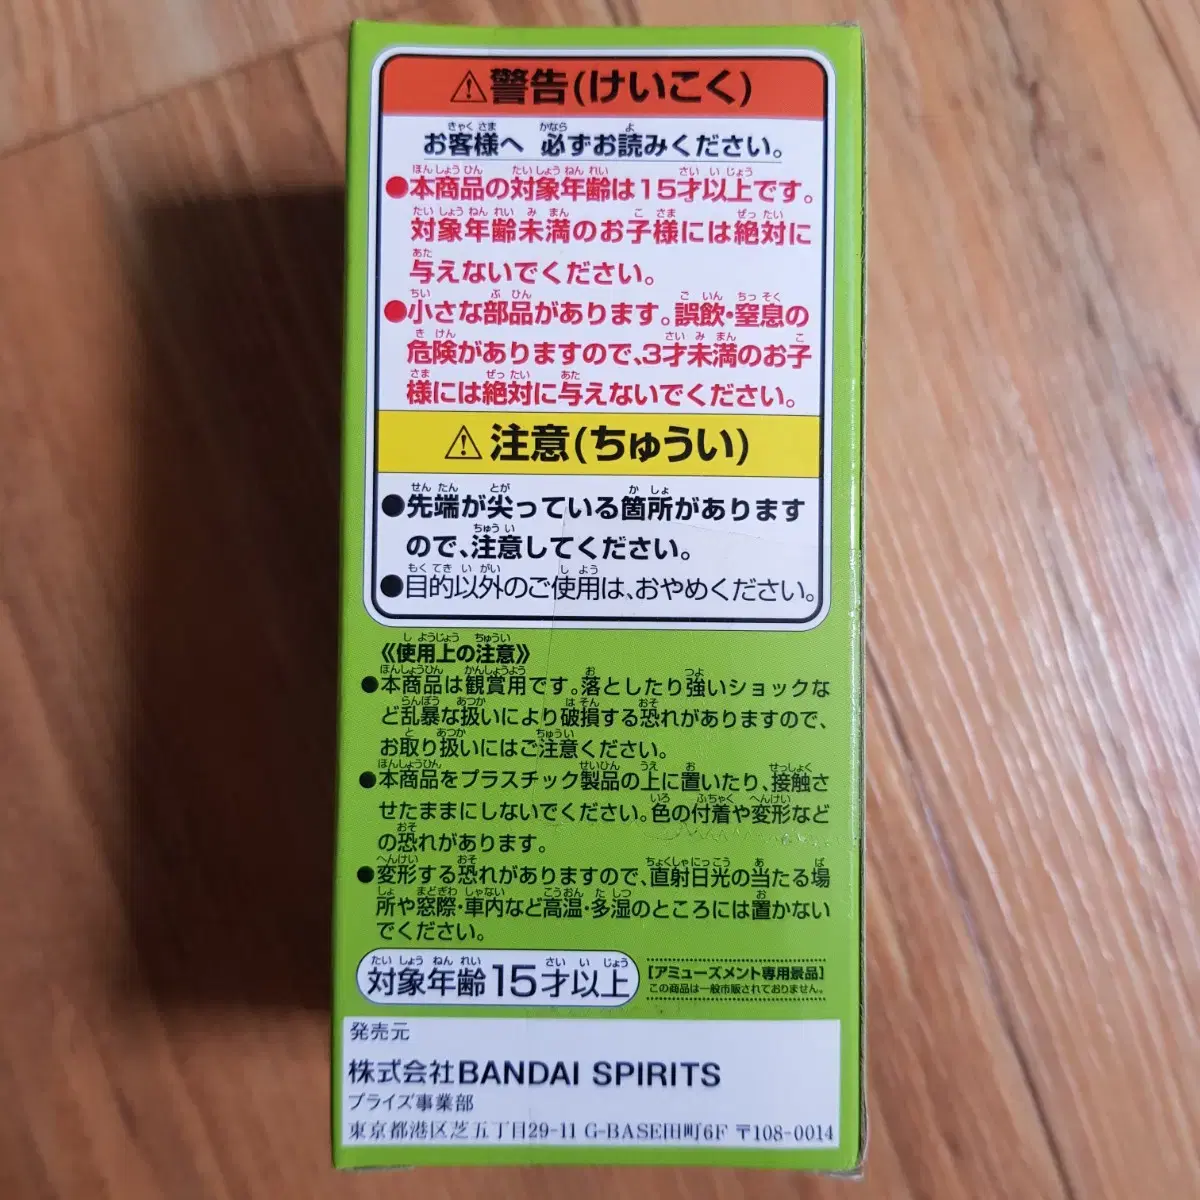 ⚠警告(けいこく)
お客様へ 必ずお読みください。
●本商品の対象年齢は15才以上です。
対象年齢未満のお子様には絶対に
与えないでください。
●小さな部品があります。誤飲・窒息の
危険がありますので、3才未満のお子
様には絶対に与えないでください。
⚠注意(ちゅうい)
●先端が尖っている箇所があります
ので、注意してください。
●目的以外のご使用は、おやめください。
《使用上の注意》
●本商品は観賞用です。落としたり強いショックな
ど乱暴な扱いにより破損する恐れがありますので、
お取り扱いにはご注意ください。
●本商品をプラスチック製品の上に置いたり、接触さ
せたままにしないでください。色の付着や変形など
の恐れがあります。
●変形する恐れがありますので、直射日光の当たる場
所や窓際・車内など高温・多湿のところには置かない
でください。
対象年齢15才以上
【アミューズメント専用景品】
この商品は一般市販されておりません。
発売元
株式会社BANDAI SPIRITS
プライズ事業部
東京都港区芝五丁目29-11 G-BASE田町6F 〒108-0014